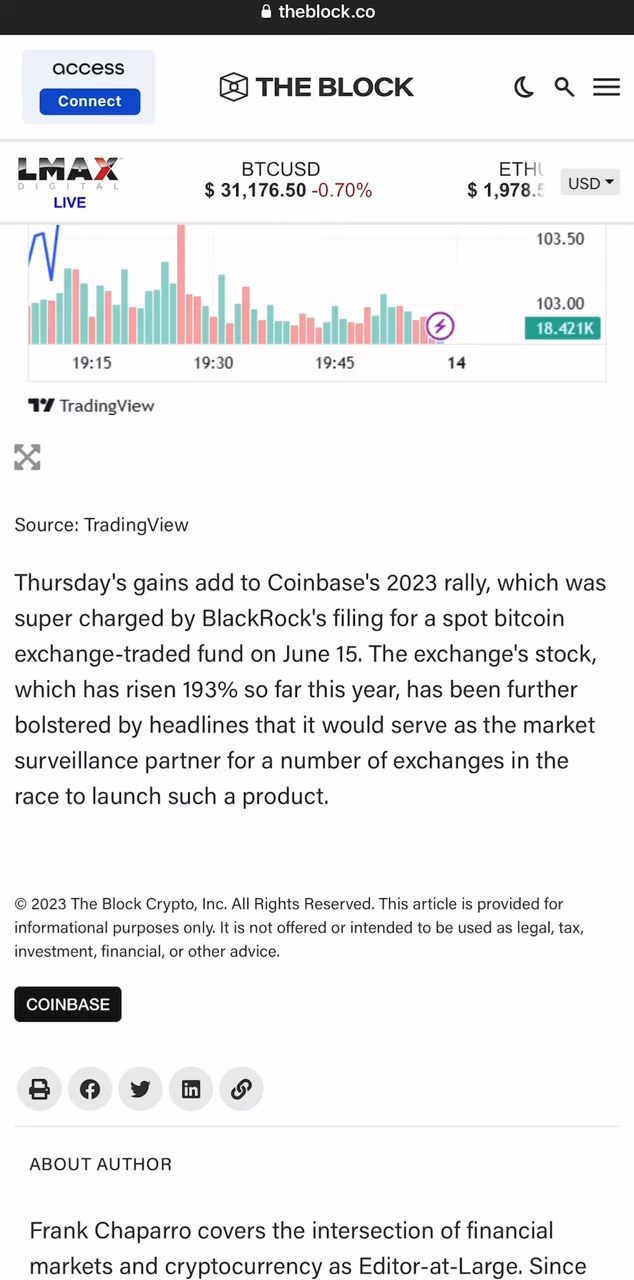 theblock.co
access
Connect
THE BLOCK
LMAX
DIGITAL
LIVE
BTCUSD
$ 31,176.50 -0.70%
$ 1,978.5
USD
103.50
103.00
18.421K
19:15 19:30 19:45 14
TradingView
Source: TradingView
Thursday's gains add to Coinbase's 2023 rally, which was
super charged by BlackRock's filing for a spot bitcoin
exchange-traded fund on June 15. The exchange's stock,
which has risen 193% so far this year, has been further
bolstered by headlines that it would serve as the market
surveillance partner for a number of exchanges in the
race to launch such a product.
© 2023 The Block Crypto, Inc. All Rights Reserved. This article is provided for
informational purposes only. It is not offered or intended to be used as legal, tax,
investment, financial, or other advice.
COINBASE
ABOUT AUTHOR
Frank Chaparro covers the intersection of financial
markets and cryptocurrency as Editor-at-Large. Since